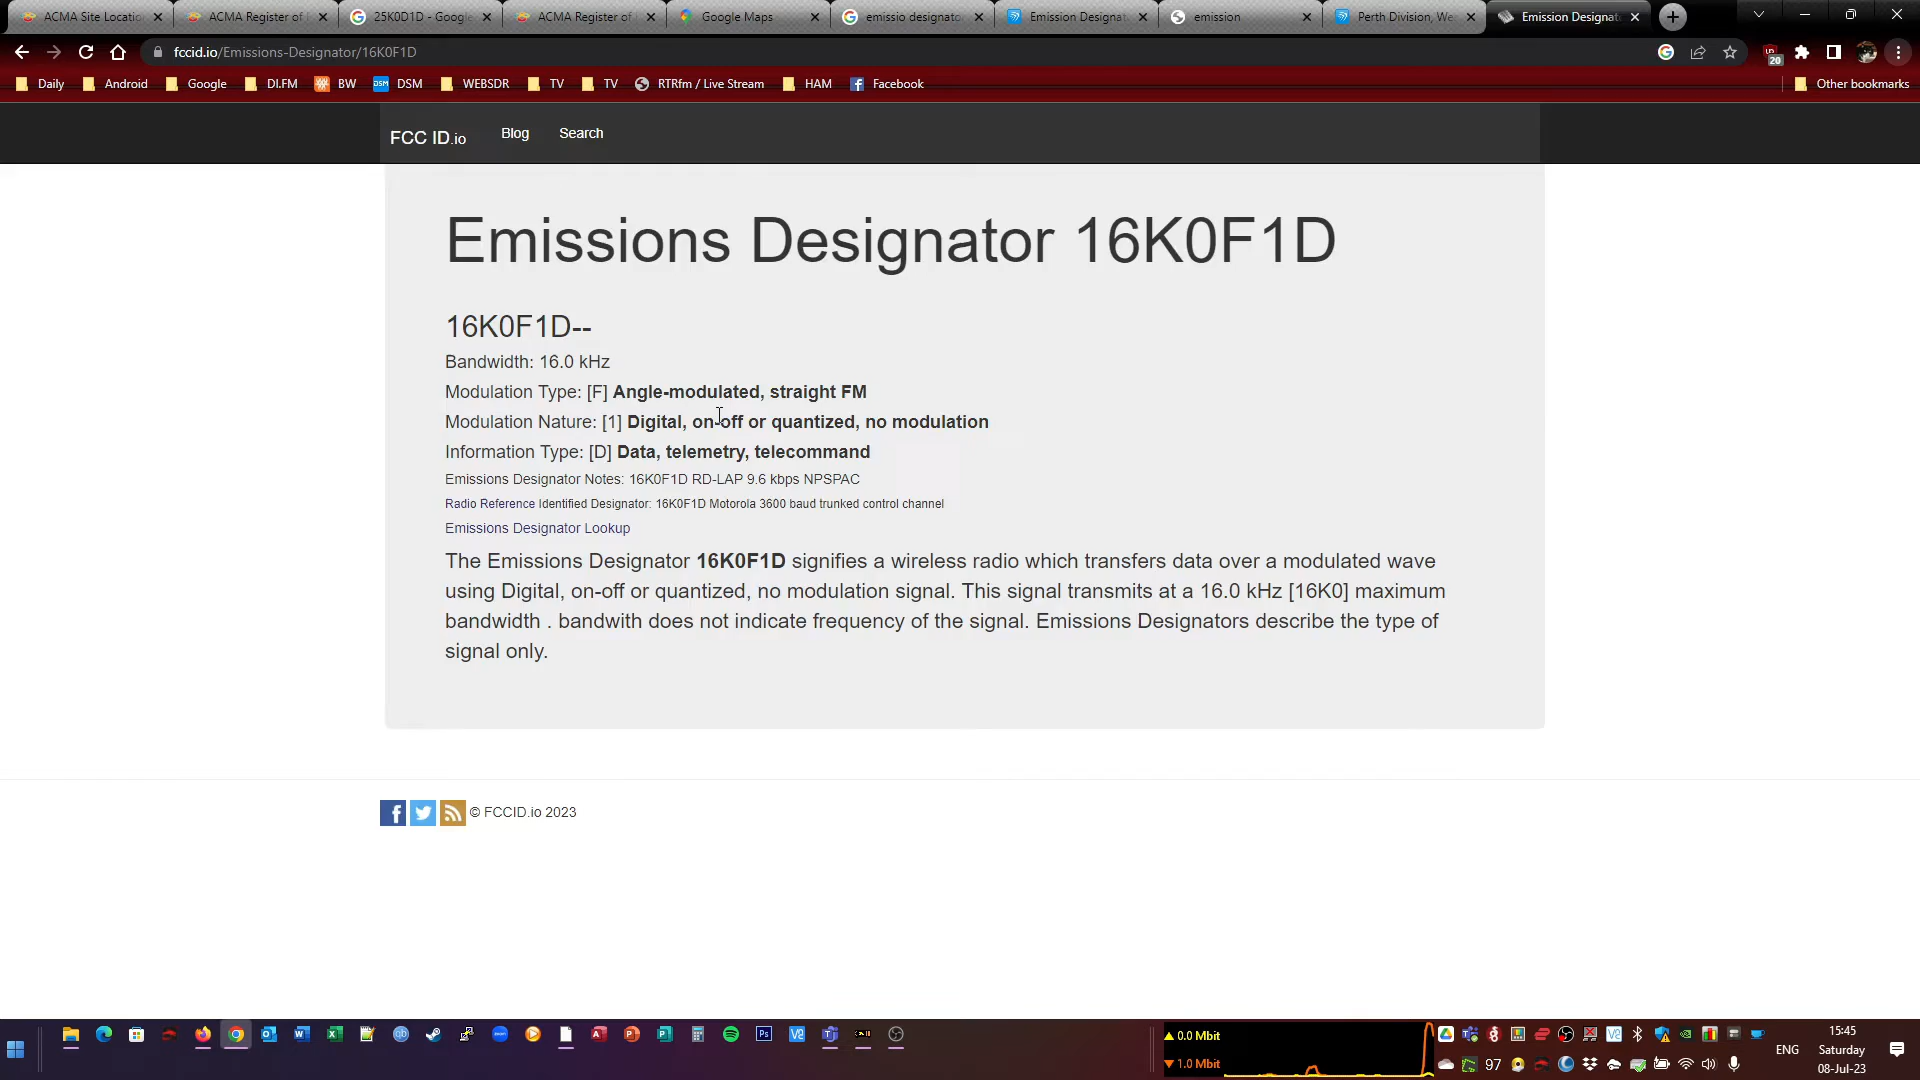 ACMA Site Locatio
ACMA Register of
25K0D1D - Google
ACMA Register of
Google Maps
emissio designator
Emission Designat
emission
Perth Division, We
Emission Designat
fccid.io/Emissions-Designator/16K0F1D
20
Daily
Android
Google
DI.FM
BW
DSM
DSM
WEBSDR
TV
TV
RTRfm / Live Stream
HAM
Facebook
Other bookmarks
FCC ID.io
Blog
Search
Emissions Designator 16K0F1D
16K0F1D--
Bandwidth: 16.0 kHz
Modulation Type: [F] Angle-modulated, straight FM
Modulation Nature: [1] Digital, on-off or quantized, no modulation
Information Type: [D] Data, telemetry, telecommand
Emissions Designator Notes: 16K0F1D RD-LAP 9.6 kbps NPSPAC
Radio Reference Identified Designator: 16K0F1D Motorola 3600 baud trunked control channel
Emissions Designator Lookup
The Emissions Designator 16K0F1D signifies a wireless radio which transfers data over a modulated wave
using Digital, on-off or quantized, no modulation signal. This signal transmits at a 16.0 kHz [16K0] maximum
bandwidth . bandwith does not indicate frequency of the signal. Emissions Designators describe the type of
signal only.
© FCCID.io 2023
0.0 Mbit
1.0 Mbit
97
ENG
15:45
Saturday
08-Jul-23